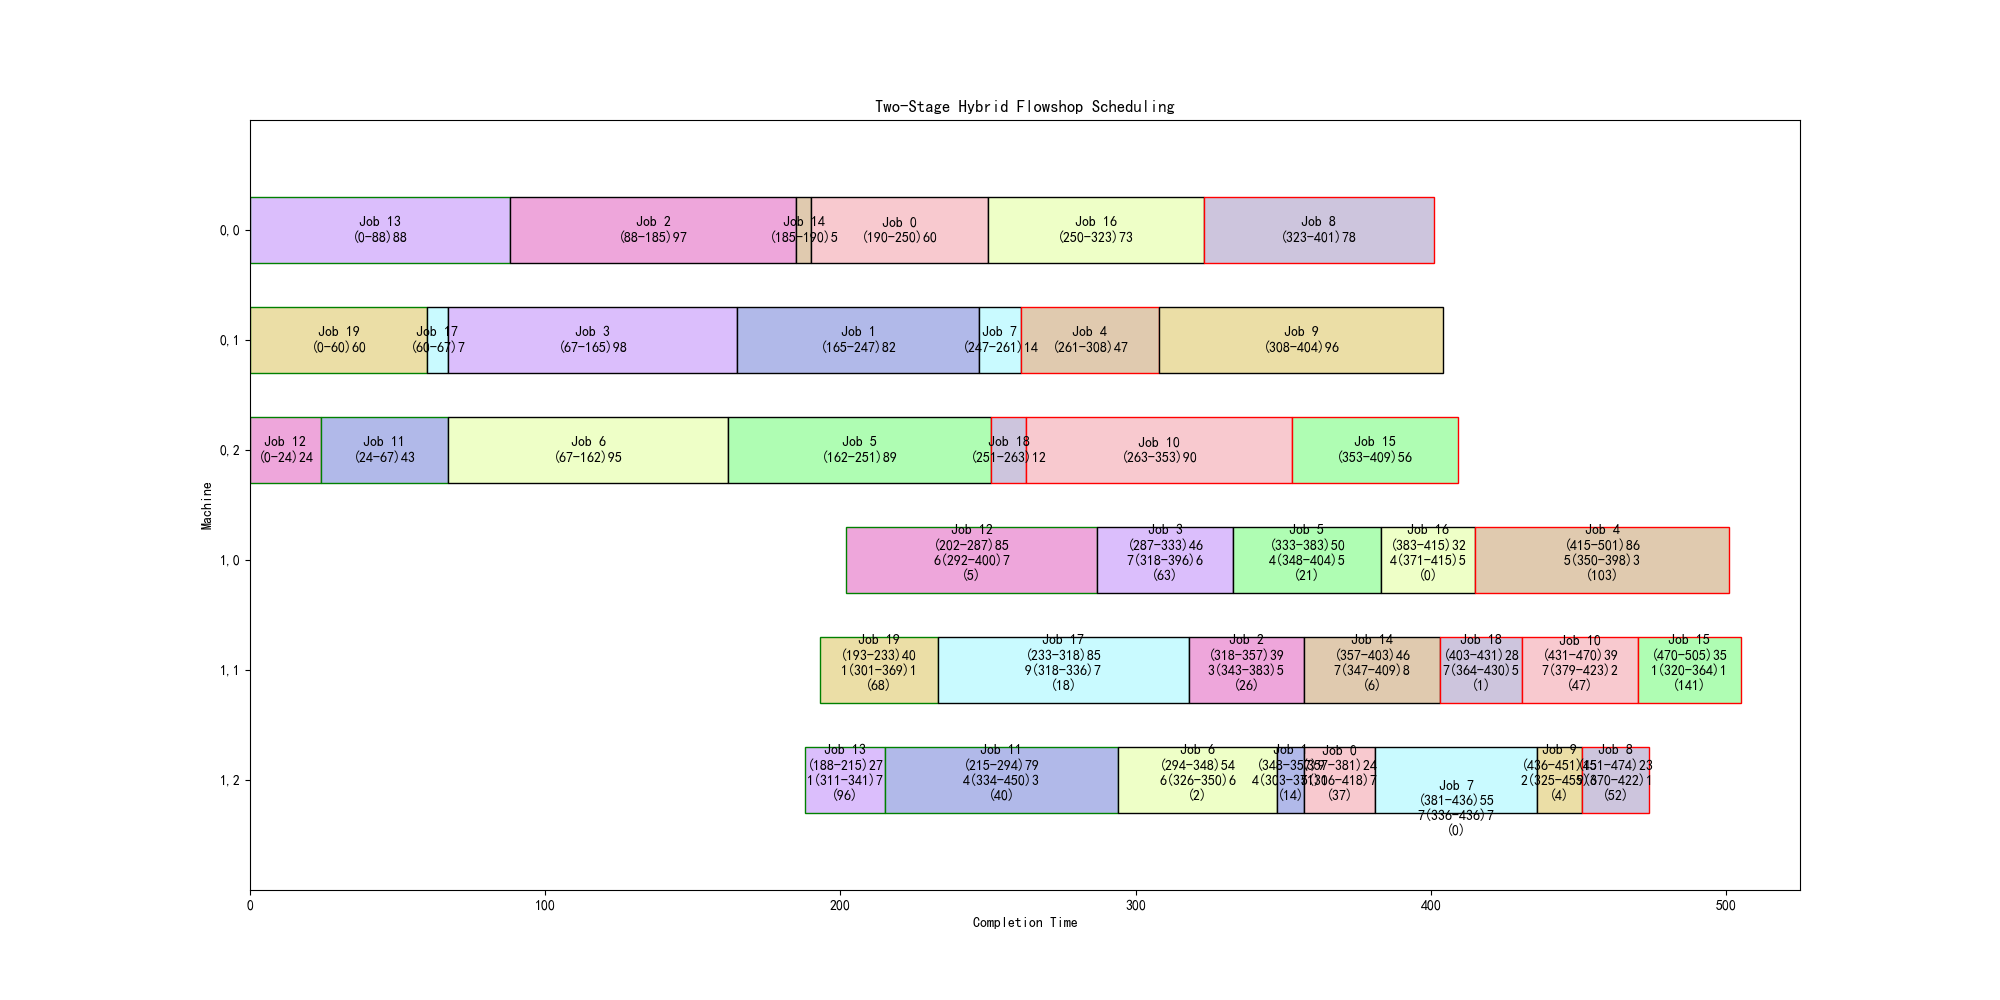 Two-Stage Hybrid Flowshop Scheduling
Machine
0,0
Job 13
(0-88)88
Job 2
(88-185)97
Job 14
(185-190)5
Job 0
(190-250)60
Job 16
(250-323)73
Job 8
(323-401)78
0,1
Job 19
(0-60)60
Job 17
(60-67)7
Job 3
(67-165)98
Job 1
(165-247)82
Job 7
(247-261)14
Job 4
(261-308)47
Job 9
(308-404)96
0,2
Job 12
(0-24)24
Job 11
(24-67)43
Job 6
(67-162)95
Job 5
(162-251)89
Job 18
(251-263)12
Job 10
(263-353)90
Job 15
(353-409)56
1,0
Job 12
(202-287)85
6(292-400)7
(5)
Job 3
(287-333)46
7(318-396)6
(63)
Job 5
(333-383)50
4(348-404)5
(21)
Job 16
(383-415)32
4(371-415)5
(0)
Job 4
(415-501)86
5(350-398)3
(103)
1,1
Job 19
(193-233)40
1(301-369)1
(68)
Job 17
(233-318)85
9(318-336)7
(18)
Job 2
(318-357)39
3(343-383)5
(26)
Job 14
(357-403)46
7(347-409)8
(6)
Job 18
(403-431)28
7(364-430)5
(1)
Job 10
(431-470)39
7(379-423)2
(47)
Job 15
(470-505)35
1(320-364)1
(141)
1,2
Job 13
(188-215)27
1(311-341)7
(96)
Job 11
(215-294)79
4(334-450)3
(40)
Job 6
(294-348)54
6(326-350)6
(2)
Job 1
(348-357)9
(14)
Job 0
(357-381)24
(37)
Job 7
(381-436)55
7(336-436)7
(0)
Job 9
(436-451)15
(4)
Job 8
(451-474)23
(52)
0 100 200 300 400 500
Completion Time